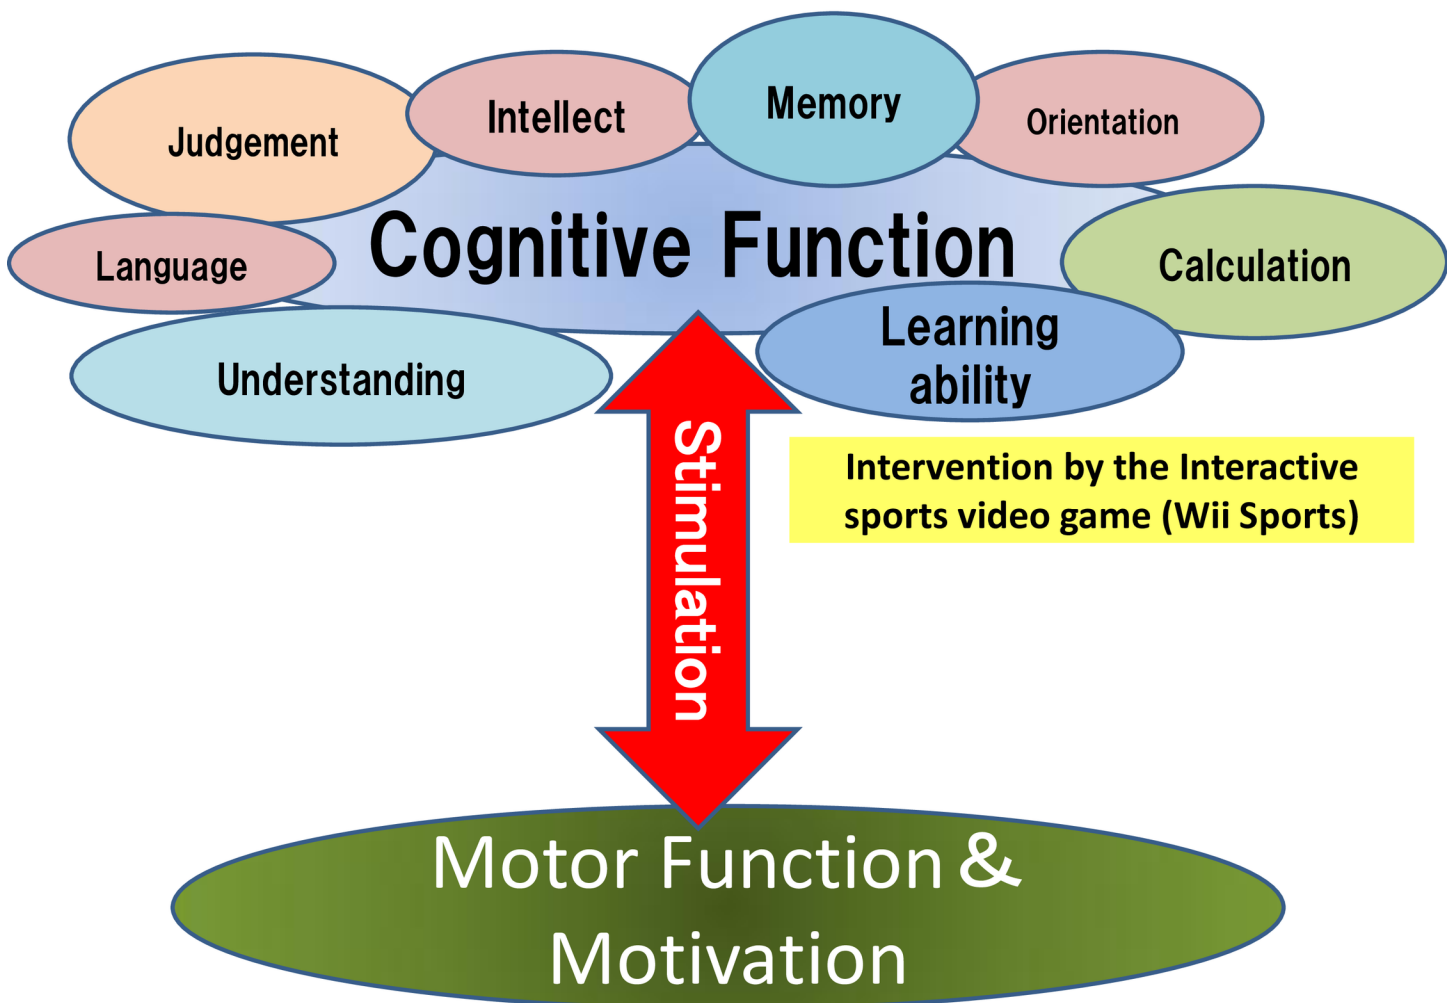 Judgement
Intellect
Memory
Orientation
Language
Cognitive Function
Calculation
Understanding
Learning
ability
Stimulation
Intervention by the Interactive
sports video game (Wii Sports)
Motor Function &
Motivation